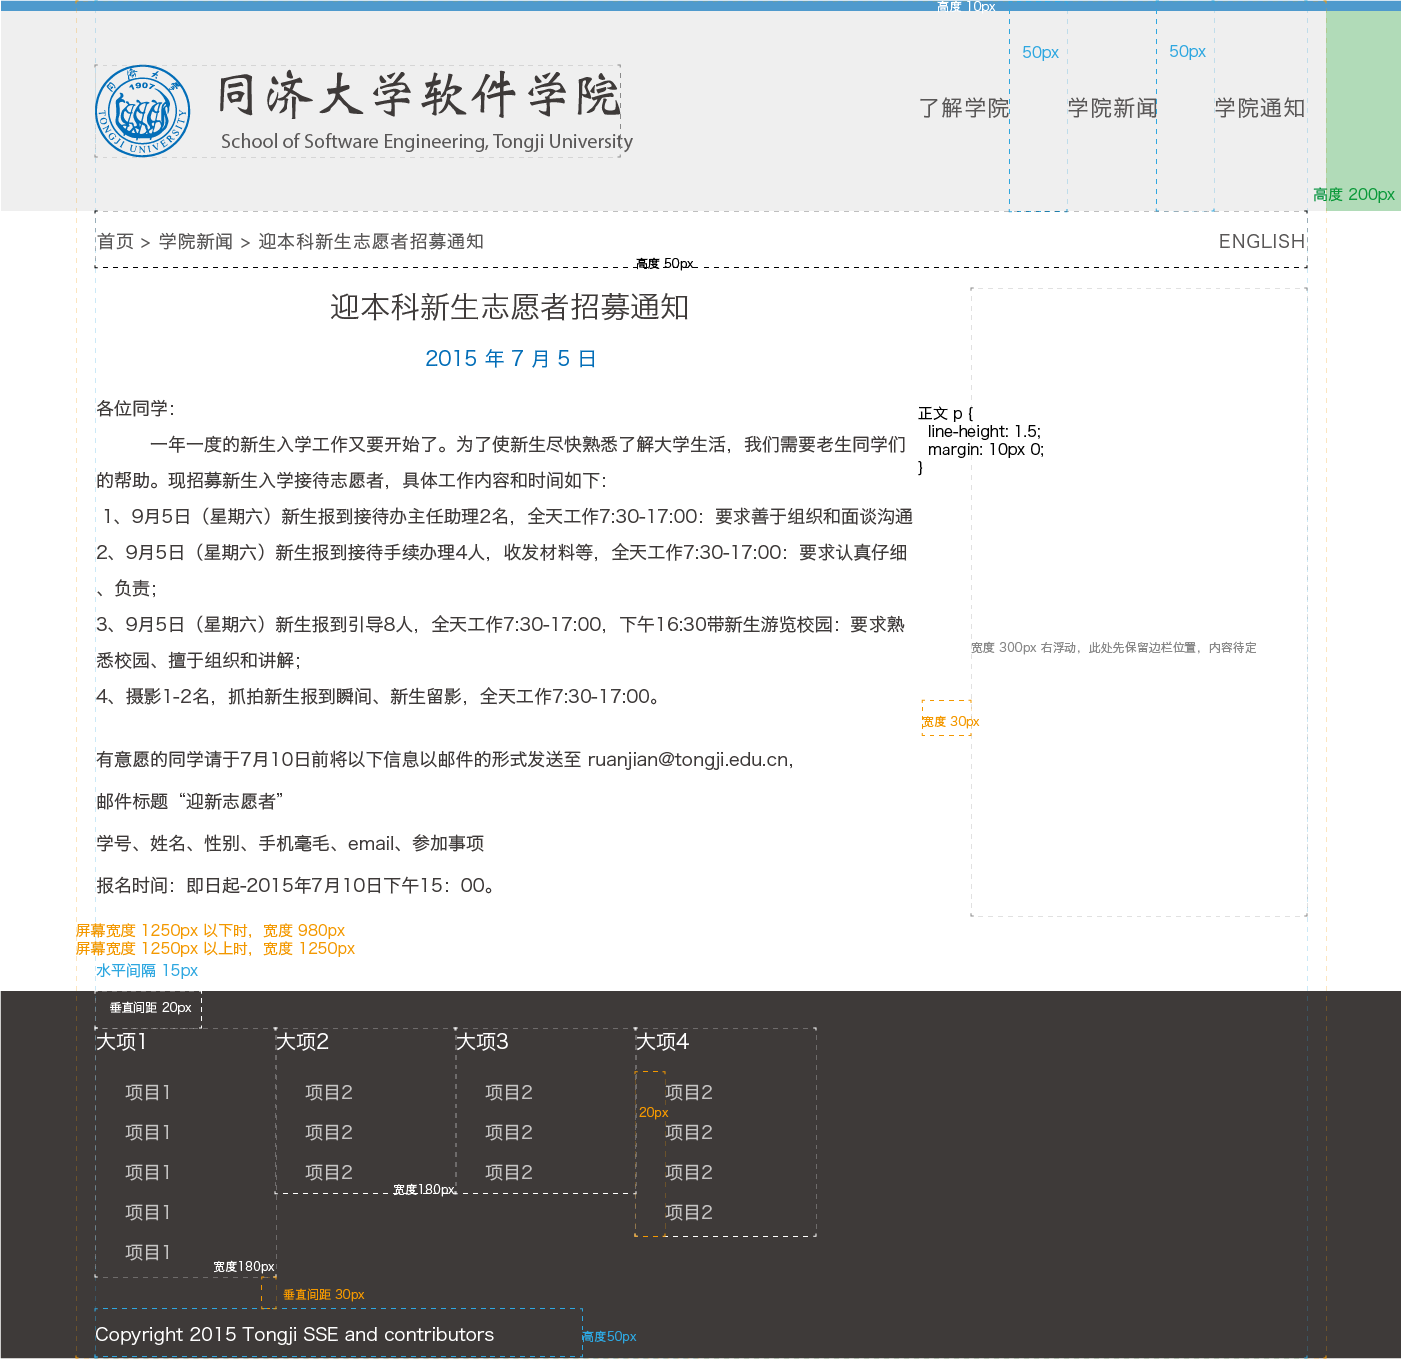 高度 10px
50px
50px
同济大学软件学院
School of Software Engineering, Tongji University
1907
TONGJI UNIVERSITY
同济大学
了解学院
学院新闻
学院通知
高度 200px
首页 > 学院新闻 > 迎本科新生志愿者招募通知
ENGLISH
高度 50px
迎本科新生志愿者招募通知
2015 年 7 月 5 日
各位同学：
一年一度的新生入学工作又要开始了。为了使新生尽快熟悉了解大学生活，我们需要老生同学们
的帮助。现招募新生入学接待志愿者，具体工作内容和时间如下：
1、9月5日（星期六）新生报到接待办主任助理2名，全天工作7:30-17:00：要求善于组织和面谈沟通
2、9月5日（星期六）新生报到接待手续办理4人，收发材料等，全天工作7:30-17:00：要求认真仔细
、负责；
3、9月5日（星期六）新生报到引导8人，全天工作7:30-17:00，下午16:30带新生游览校园：要求熟
悉校园、擅于组织和讲解；
4、摄影1-2名，抓拍新生报到瞬间、新生留影，全天工作7:30-17:00。
正文 p {
line-height: 1.5;
margin: 10px 0;
}
宽度 300px 右浮动，此处先保留边栏位置，内容待定
宽度 30px
有意愿的同学请于7月10日前将以下信息以邮件的形式发送至 ruanjian@tongji.edu.cn，
邮件标题“迎新志愿者”
学号、姓名、性别、手机毫毛、email、参加事项
报名时间：即日起-2015年7月10日下午15：00。
屏幕宽度 1250px 以下时，宽度 980px
屏幕宽度 1250px 以上时，宽度 1250px
水平间隔 15px
垂直间距 20px
大项1
项目1
项目1
项目1
项目1
项目1
宽度180px
大项2
项目2
项目2
项目2
宽度180px
大项3
项目2
项目2
项目2
大项4
项目2
20px
项目2
项目2
项目2
垂直间距 30px
Copyright 2015 Tongji SSE and contributors
高度50px